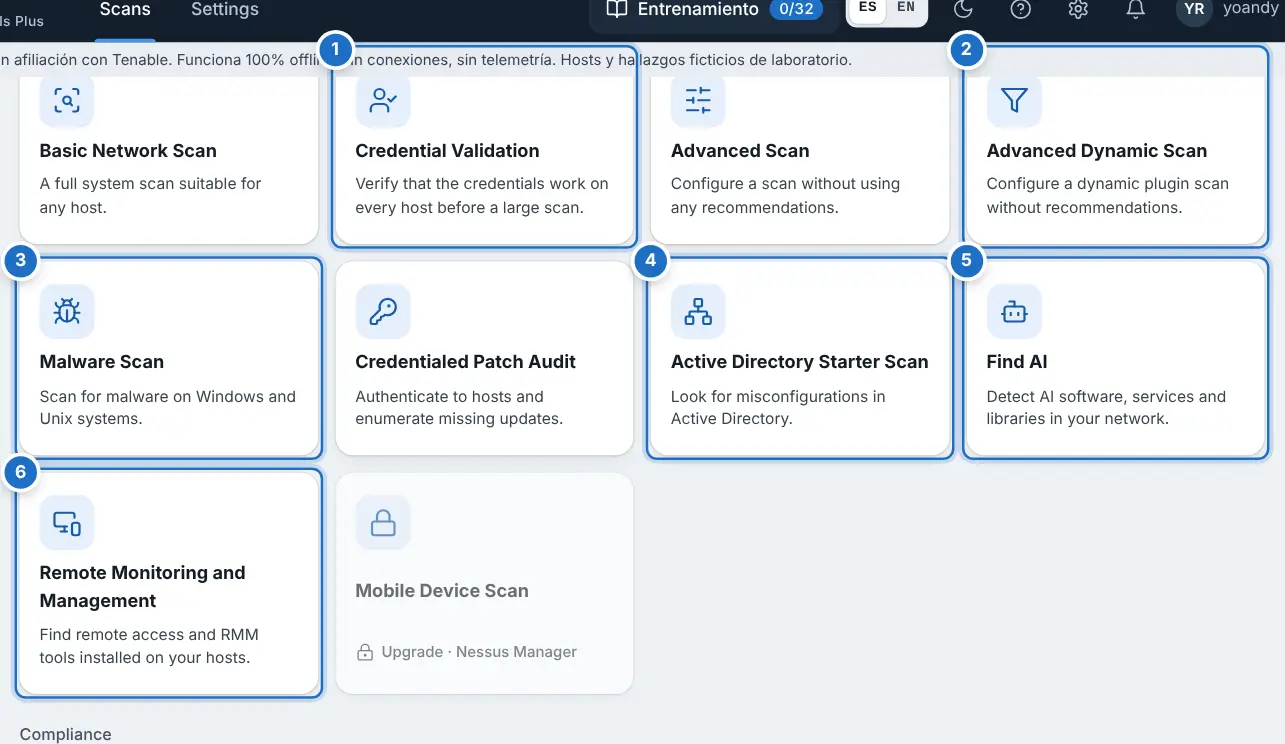 ls Plus
Scans
Settings
Entrenamiento
0/32
ES
EN
YR
yoandy
n afiliación con Tenable. Funciona 100% offli
n conexiones, sin telemetría. Hosts y hallazgos ficticios de laboratorio.
1
2
Basic Network Scan
A full system scan suitable for
any host.
Credential Validation
Verify that the credentials work on
every host before a large scan.
Advanced Scan
Configure a scan without using
any recommendations.
Advanced Dynamic Scan
Configure a dynamic plugin scan
without recommendations.
3
4
5
Malware Scan
Scan for malware on Windows and
Unix systems.
Credentialed Patch Audit
Authenticate to hosts and
enumerate missing updates.
Active Directory Starter Scan
Look for misconfigurations in
Active Directory.
Find AI
Detect AI software, services and
libraries in your network.
6
Remote Monitoring and
Management
Find remote access and RMM
tools installed on your hosts.
Mobile Device Scan
Upgrade · Nessus Manager
Compliance